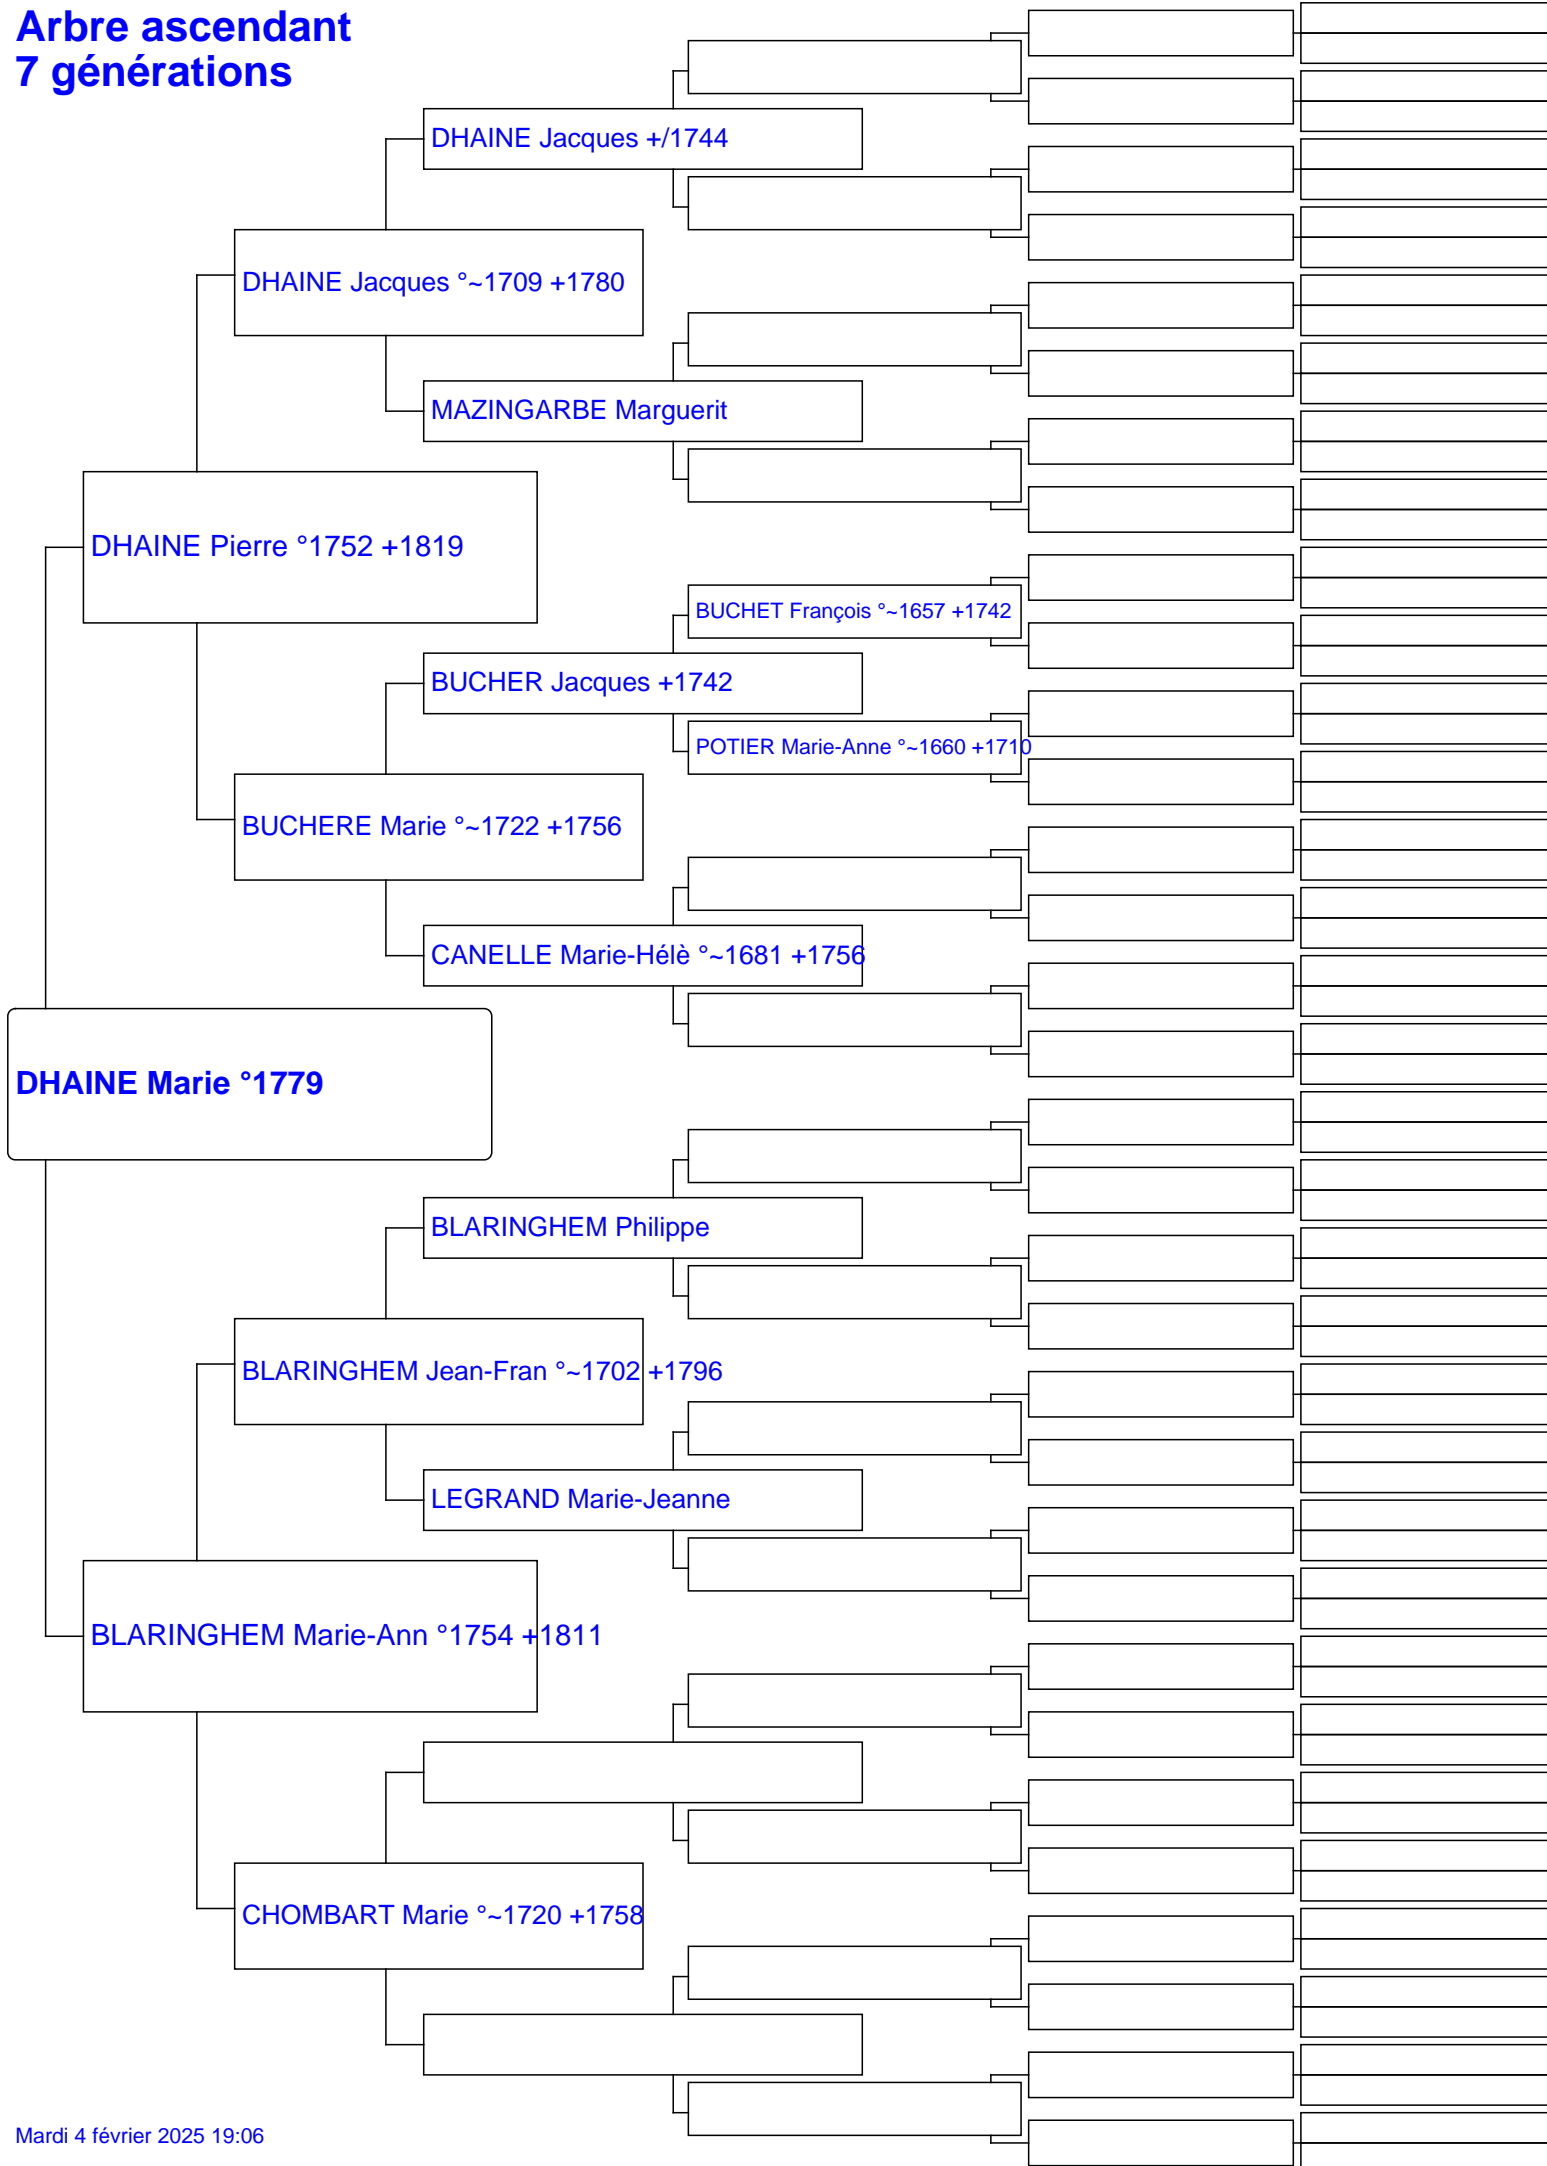 Arbre ascendant
7 générations
DHAINE Jacques +/1744
DHAINE Jacques °~1709 +1780
MAZINGARBE Marguerit
DHAINE Pierre °1752 +1819
BUCHET François °~1657 +1742
BUCHER Jacques +1742
POTIER Marie-Anne °~1660 +1710
BUCHERE Marie °~1722 +1756
CANELLE Marie-Hélè °~1681 +1756
DHAINE Marie °1779
BLARINGHEM Philippe
BLARINGHEM Jean-Fran °~1702 +1796
LEGRAND Marie-Jeanne
BLARINGHEM Marie-Ann °1754 +1811
CHOMBART Marie °~1720 +1758
Mardi 4 février 2025 19:06